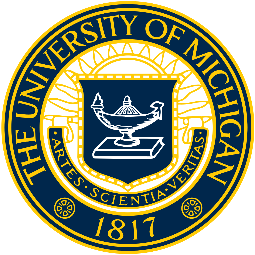 THE UNIVERSITY OF MICHIGAN
ARTES · SCIENTIA · VERITAS
1817